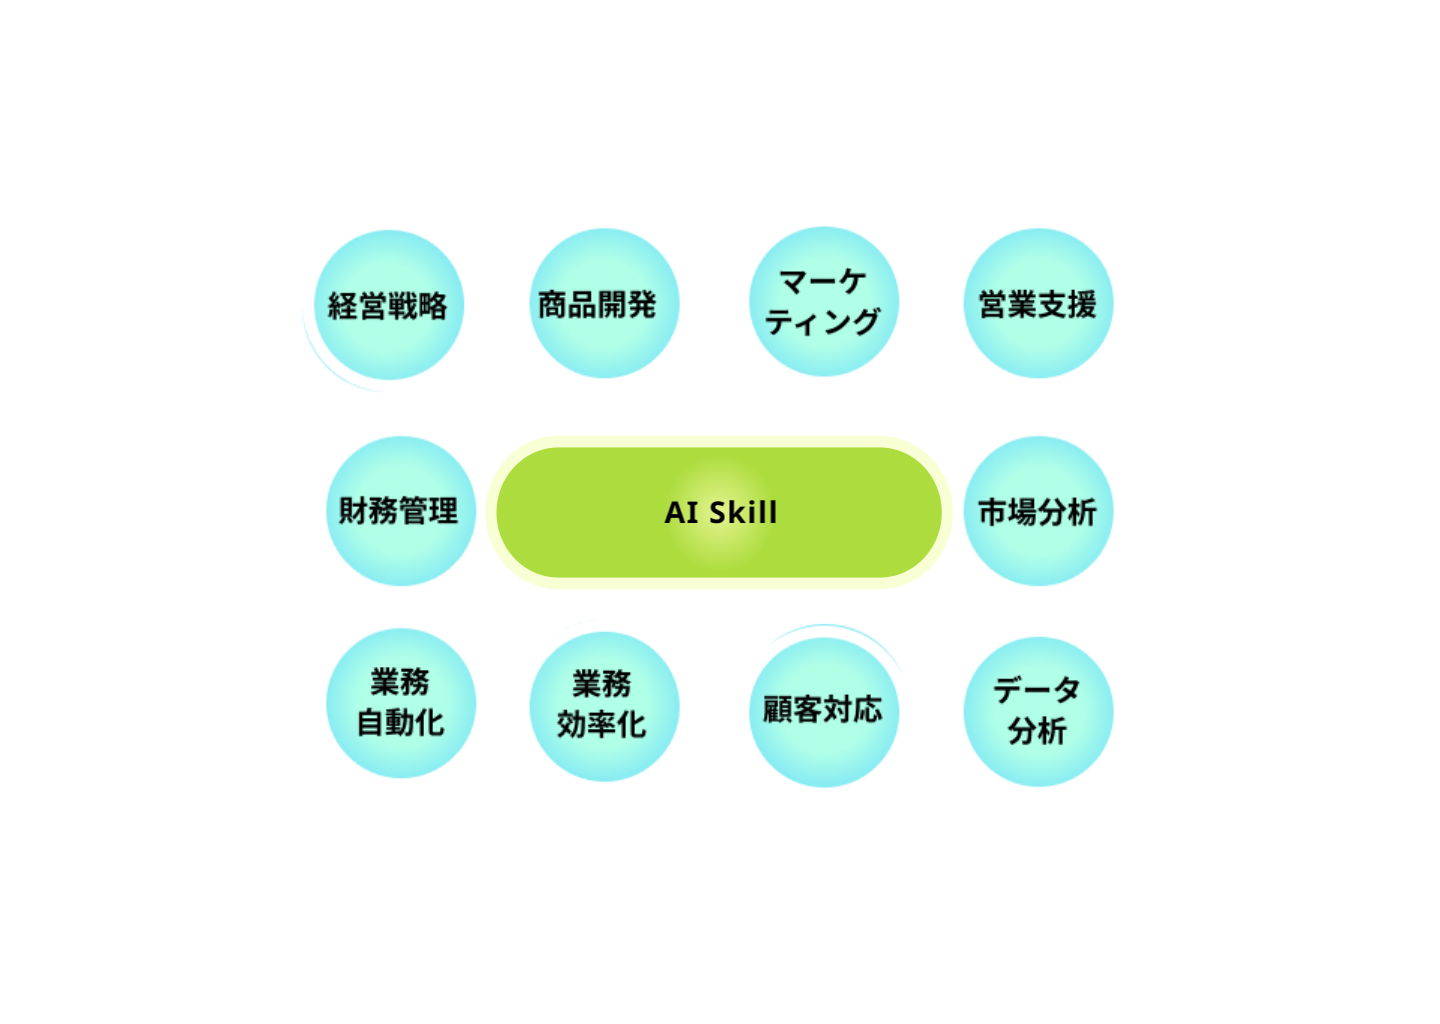 経営戦略
商品開発
マーケ
ティング
営業支援
財務管理
AI Skill
市場分析
業務
自動化
業務
効率化
顧客対応
データ
分析